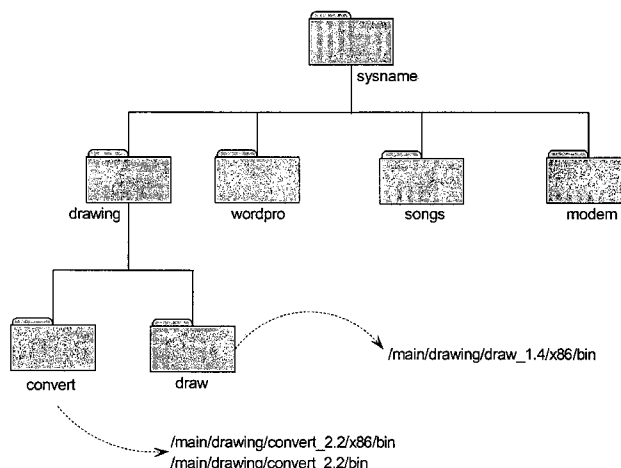 sysname
drawing
wordpro
songs
modem
convert
draw
/main/drawing/draw_1.4/x86/bin
/main/drawing/convert_2.2/x86/bin
/main/drawing/convert_2.2/bin